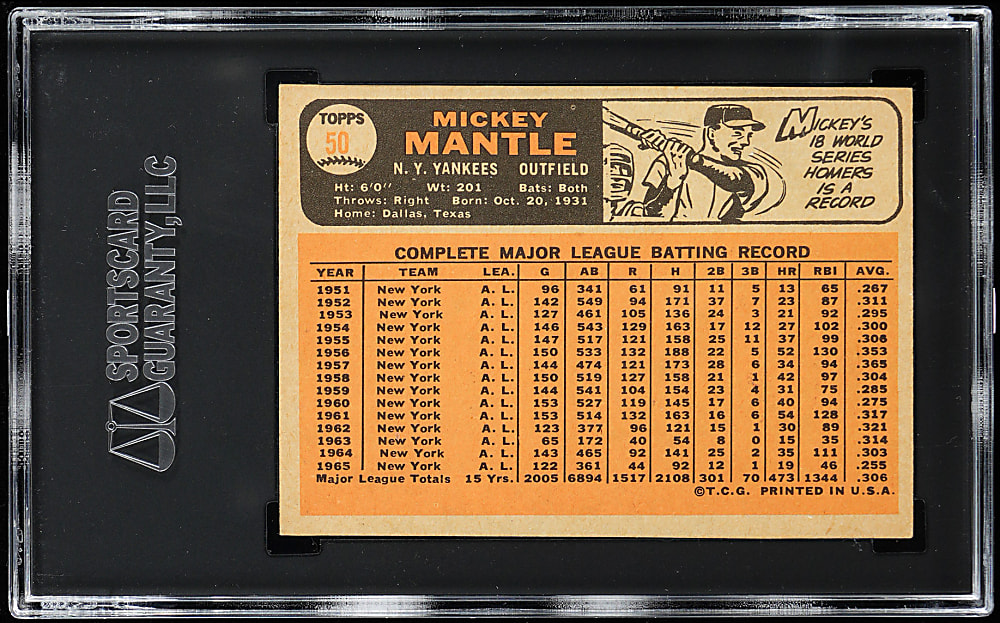 SPORTSCARD
GUARANTY, LLC
TOPPS
50
MICKEY
MANTLE
N. Y. YANKEES OUTFIELD
Ht: 6'0" Wt: 201 Bats: Both
Throws: Right Born: Oct. 20, 1931
Home: Dallas, Texas
MICKEY'S
18 WORLD
SERIES
HOMERS
IS A
RECORD
COMPLETE MAJOR LEAGUE BATTING RECORD
YEAR TEAM LEA. G AB R H 2B 3B HR RBI AVG.
1951 New York A. L. 96 341 61 91 11 5 13 65 .267
1952 New York A. L. 142 549 94 171 37 7 23 87 .311
1953 New York A. L. 127 461 105 136 24 3 21 92 .295
1954 New York A. L. 146 543 129 163 17 12 27 102 .300
1955 New York A. L. 147 517 121 158 25 11 37 99 .306
1956 New York A. L. 150 533 132 188 22 5 52 130 .353
1957 New York A. L. 144 474 121 173 28 6 34 94 .365
1958 New York A. L. 150 519 127 158 21 1 42 97 .304
1959 New York A. L. 144 541 104 154 23 4 31 75 .285
1960 New York A. L. 153 527 119 145 17 6 40 94 .275
1961 New York A. L. 153 514 132 163 16 6 54 128 .317
1962 New York A. L. 123 377 96 121 15 1 30 89 .321
1963 New York A. L. 65 172 40 54 8 0 15 35 .314
1964 New York A. L. 143 465 92 141 25 2 35 111 .303
1965 New York A. L. 122 361 44 92 12 1 19 46 .255
Major League Totals 15 Yrs. 2005 6894 1517 2108 301 70 473 1344 .306
©T.C.G. PRINTED IN U.S.A.